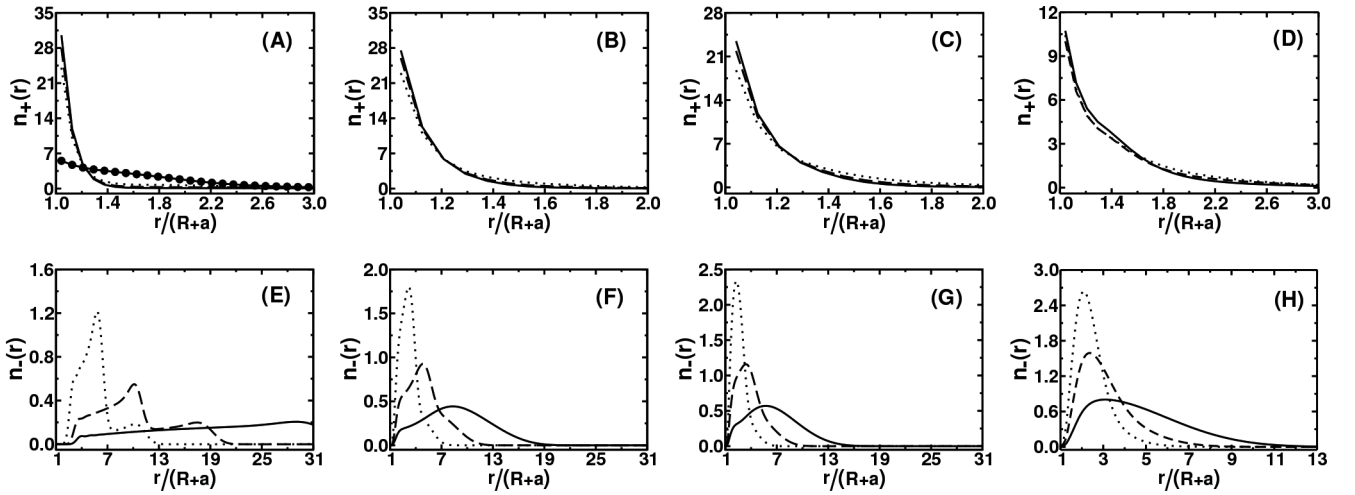 35 28 21 14 7 0
n+(r)
(A)
1.0 1.4 1.8 2.2 2.6 3.0
r/(R+a)
35 28 21 14 7 0
n+(r)
(B)
1.0 1.2 1.4 1.6 1.8 2.0
r/(R+a)
28 21 14 7 0
n+(r)
(C)
1.0 1.2 1.4 1.6 1.8 2.0
r/(R+a)
12 9 6 3 0
n+(r)
(D)
1.0 1.4 1.8 2.2 2.6 3.0
r/(R+a)
1.6 1.2 0.8 0.4 0.0
n-(r)
(E)
1 7 13 19 25 31
r/(R+a)
2.0 1.5 1.0 0.5 0.0
n-(r)
(F)
1 7 13 19 25 31
r/(R+a)
2.5 2.0 1.5 1.0 0.5 0.0
n-(r)
(G)
1 7 13 19 25 31
r/(R+a)
3.0 2.4 1.8 1.2 0.6 0.0
n-(r)
(H)
1 3 5 7 9 11 13
r/(R+a)